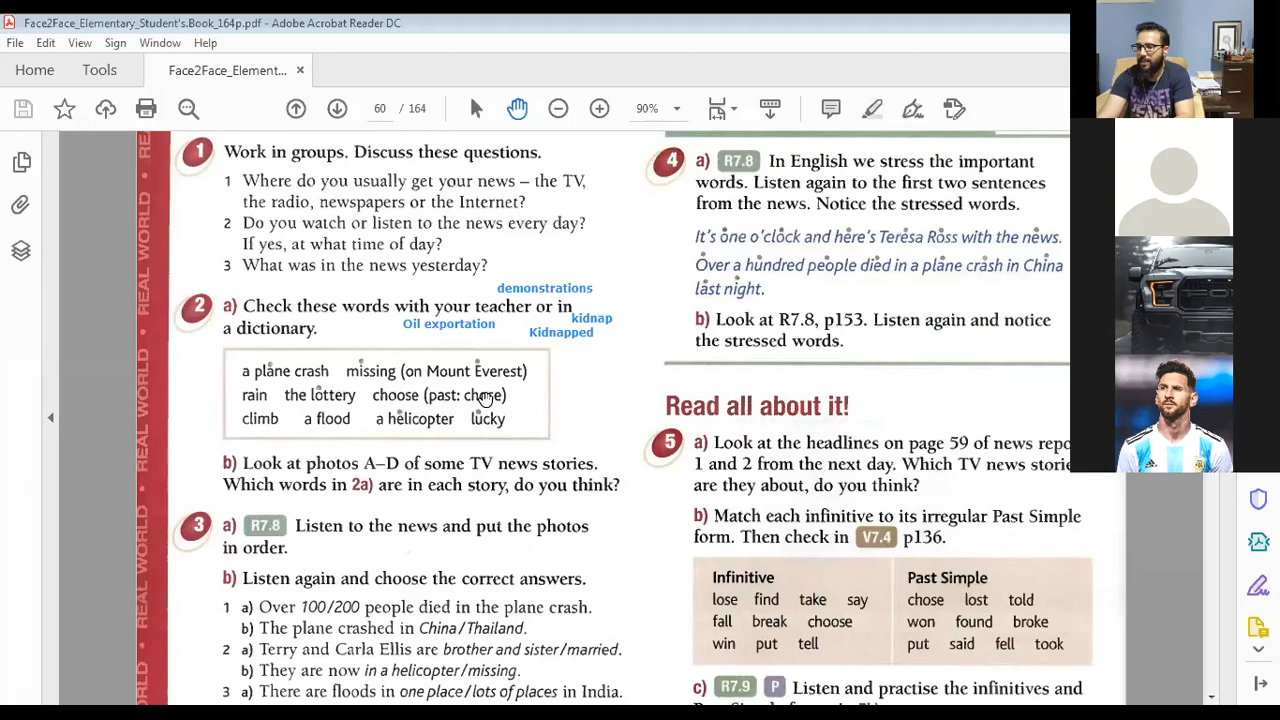 Face2Face_Elementary_Student's.Book_164p.pdf - Adobe Acrobat Reader DC
File Edit View Sign Window Help
Home Tools Face2Face_Element... ×
60 / 164 90%
REAL WORLD • REAL WORLD • REAL WORLD • REAL WORLD
1 Work in groups. Discuss these questions.
1 Where do you usually get your news – the TV,
the radio, newspapers or the Internet?
2 Do you watch or listen to the news every day?
If yes, at what time of day?
3 What was in the news yesterday?
demonstrations
2 a) Check these words with your teacher or in
a dictionary.
Oil exportation
kidnap
Kidnapped
a plane crash missing (on Mount Everest)
rain the lottery choose (past: chose)
climb a flood a helicopter lucky
b) Look at photos A–D of some TV news stories.
Which words in 2a) are in each story, do you think?
3 a) R7.8 Listen to the news and put the photos
in order.
b) Listen again and choose the correct answers.
1 a) Over 100/200 people died in the plane crash.
b) The plane crashed in China/Thailand.
2 a) Terry and Carla Ellis are brother and sister/married.
b) They are now in a helicopter/missing.
3 a) There are floods in one place/lots of places in India.
4 a) R7.8 In English we stress the important
words. Listen again to the first two sentences
from the news. Notice the stressed words.
It's one o'clock and here's Teresa Ross with the news.
Over a hundred people died in a plane crash in China
last night.
b) Look at R7.8, p153. Listen again and notice
the stressed words.
Read all about it!
5 a) Look at the headlines on page 59 of news repo
1 and 2 from the next day. Which TV news storie
are they about, do you think?
b) Match each infinitive to its irregular Past Simple
form. Then check in V7.4 p136.
Infinitive Past Simple
lose find take say chose lost told
fall break choose won found broke
win put tell put said fell took
c) R7.9 P Listen and practise the infinitives and